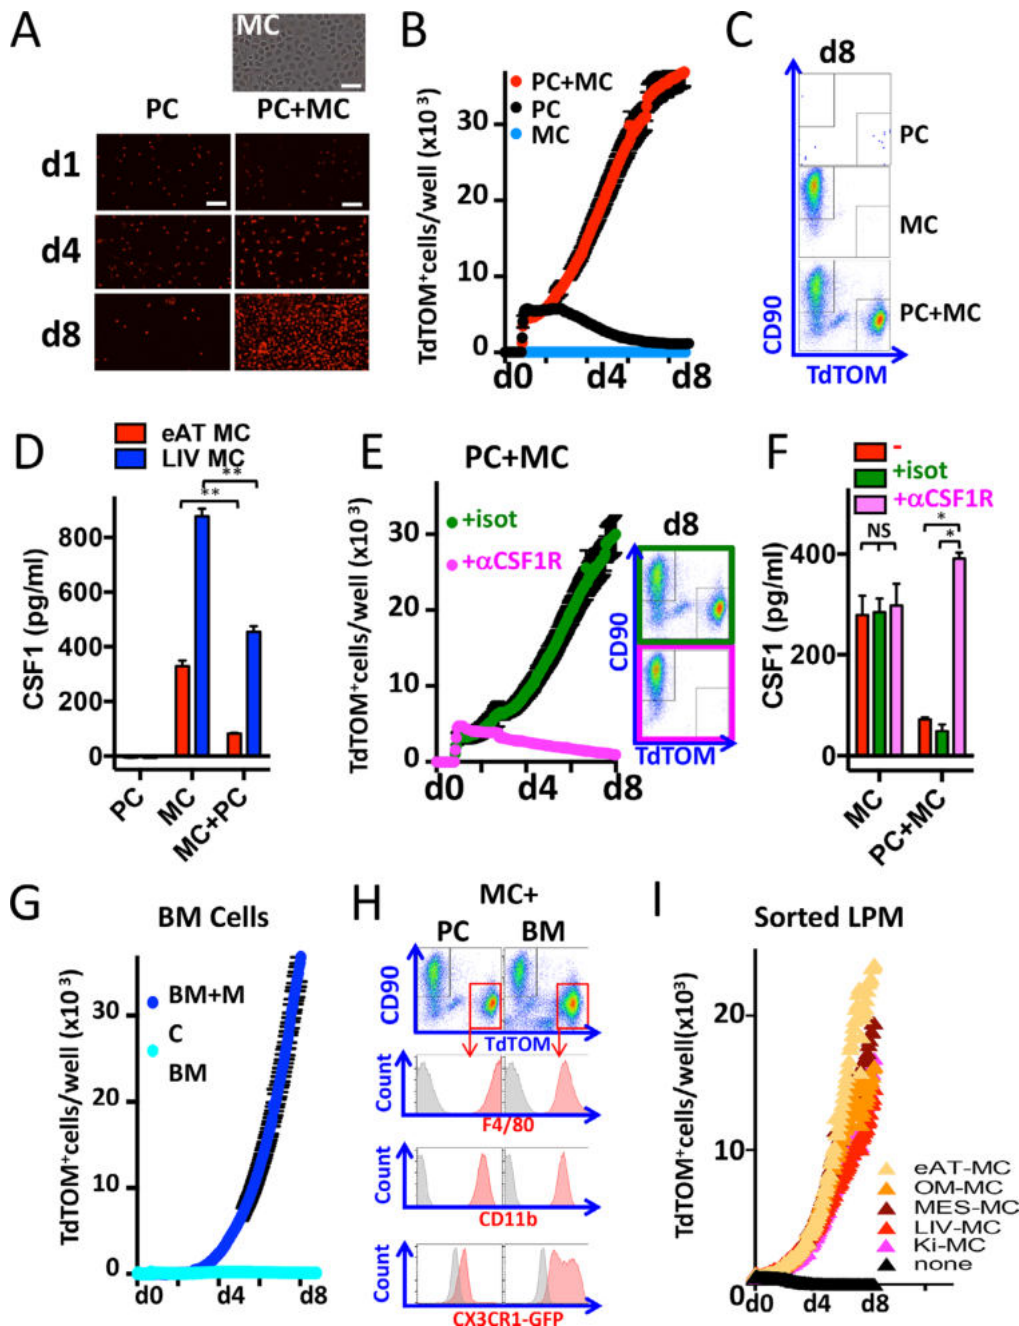 A
MC
PC
PC+MC
d1
d4
d8
B
PC+MC
PC
MC
TdTOM⁺cells/well (x10³)
30
20
10
0
d0
d4
d8
C
d8
PC
MC
PC+MC
CD90
TdTOM
D
eAT MC
LIV MC
**
**
CSF1 (pg/ml)
800
600
400
200
0
PC
MC
MC+PC
E
PC+MC
+isot
+αCSF1R
TdTOM⁺cells/well (x10³)
30
20
10
0
d0
d4
d8
d8
CD90
TdTOM
F
-
+isot
+αCSF1R
NS
*
*
CSF1 (pg/ml)
400
200
0
MC
PC+MC
G
BM Cells
BM+M
C
BM
TdTOM⁺cells/well (x10³)
30
20
10
0
d0
d4
d8
H
MC+
PC
BM
CD90
TdTOM
Count
F4/80
Count
CD11b
Count
CX3CR1-GFP
I
Sorted LPM
TdTOM⁺cells/well(x10³)
20
10
0
d0
d4
d8
eAT-MC
OM-MC
MES-MC
LIV-MC
Ki-MC
none